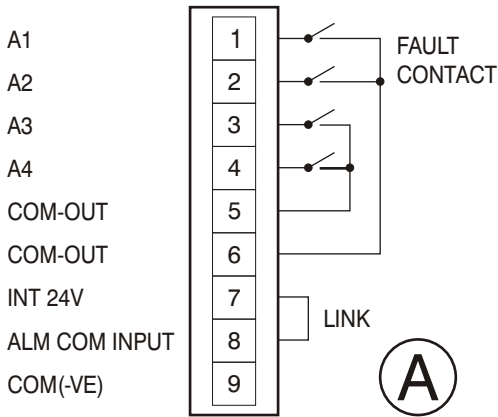 A1 1
A2 2
A3 3
A4 4
COM-OUT 5
COM-OUT 6
INT 24V 7
ALM COM INPUT 8
COM(-VE) 9
FAULT
CONTACT
LINK
A